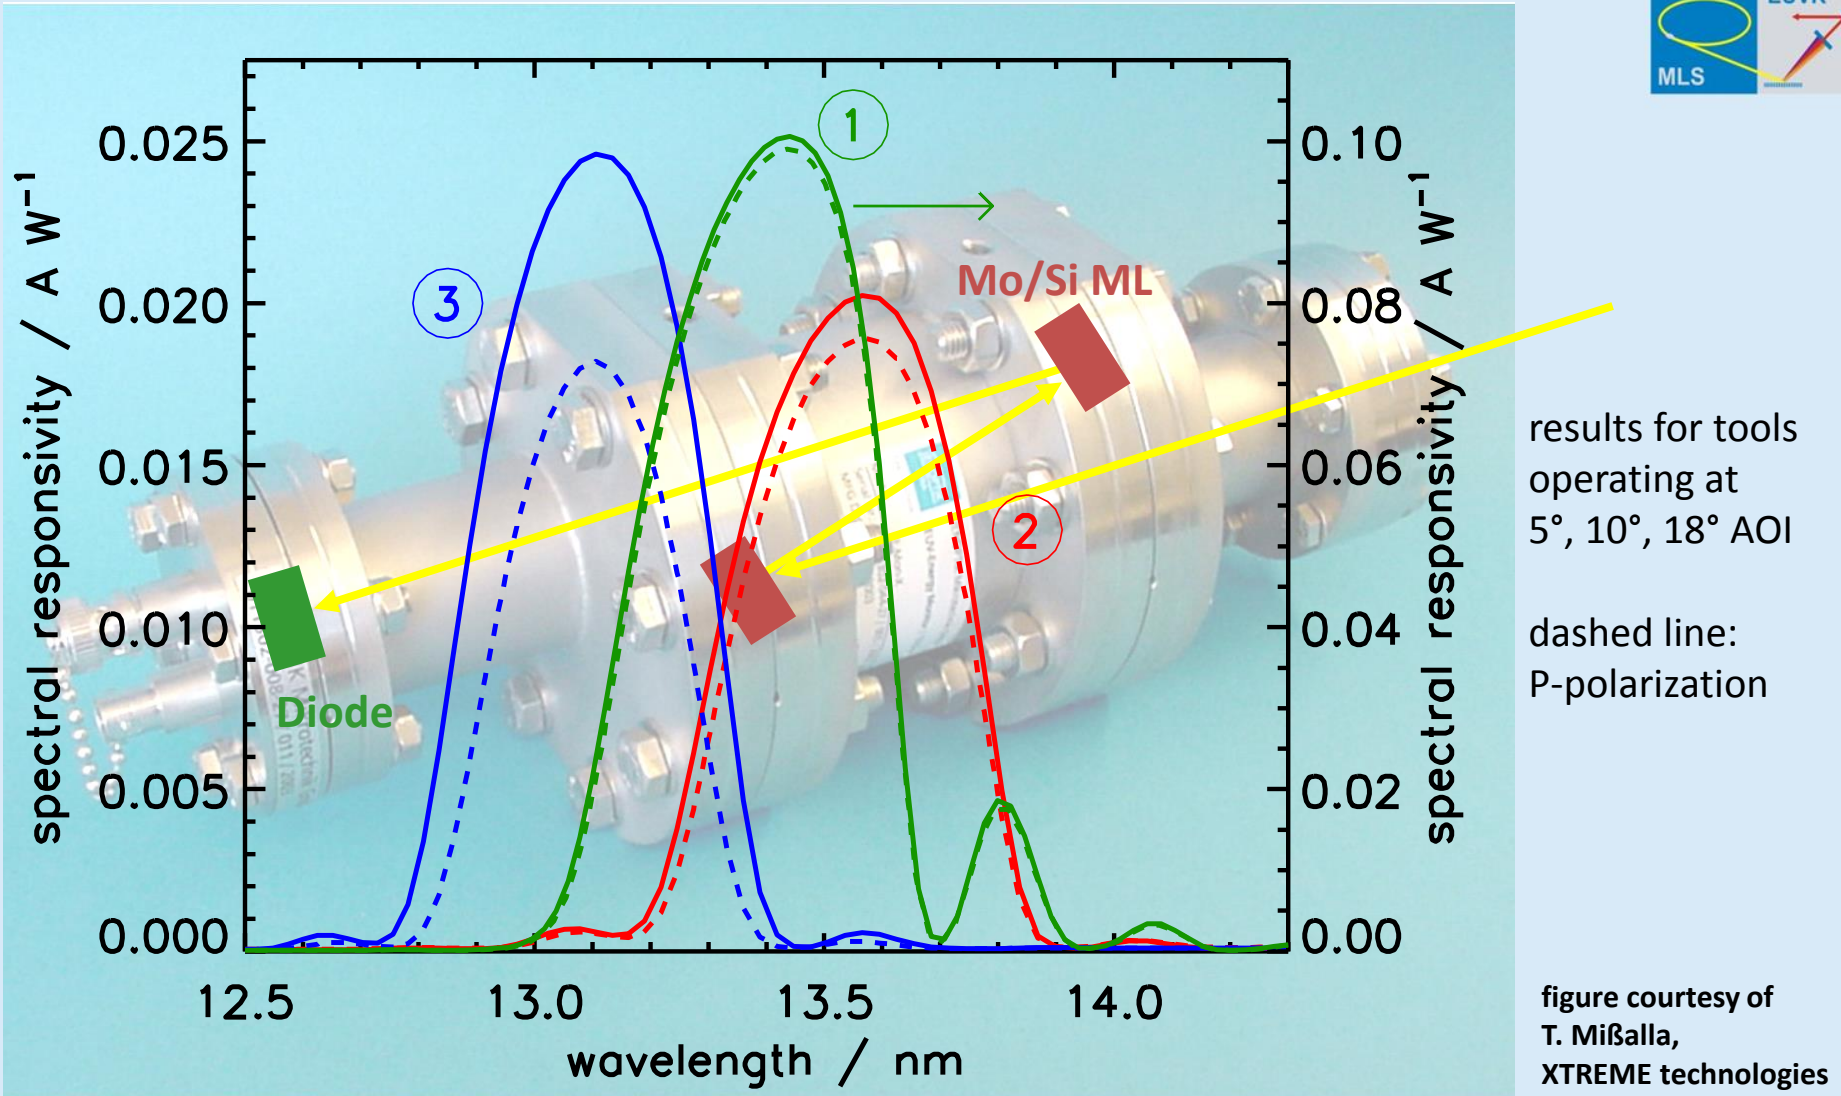 MLS
0.025
0.020
0.015
0.010
0.005
0.000
spectral responsivity / A W⁻¹
1
3
2
Mo/Si ML
Diode
0.10
0.08
0.06
0.04
0.02
0.00
spectral responsivity / A W⁻¹
12.5 13.0 13.5 14.0
wavelength / nm
results for tools
operating at
5°, 10°, 18° AOI
dashed line:
P-polarization
figure courtesy of
T. Mißalla,
XTREME technologies